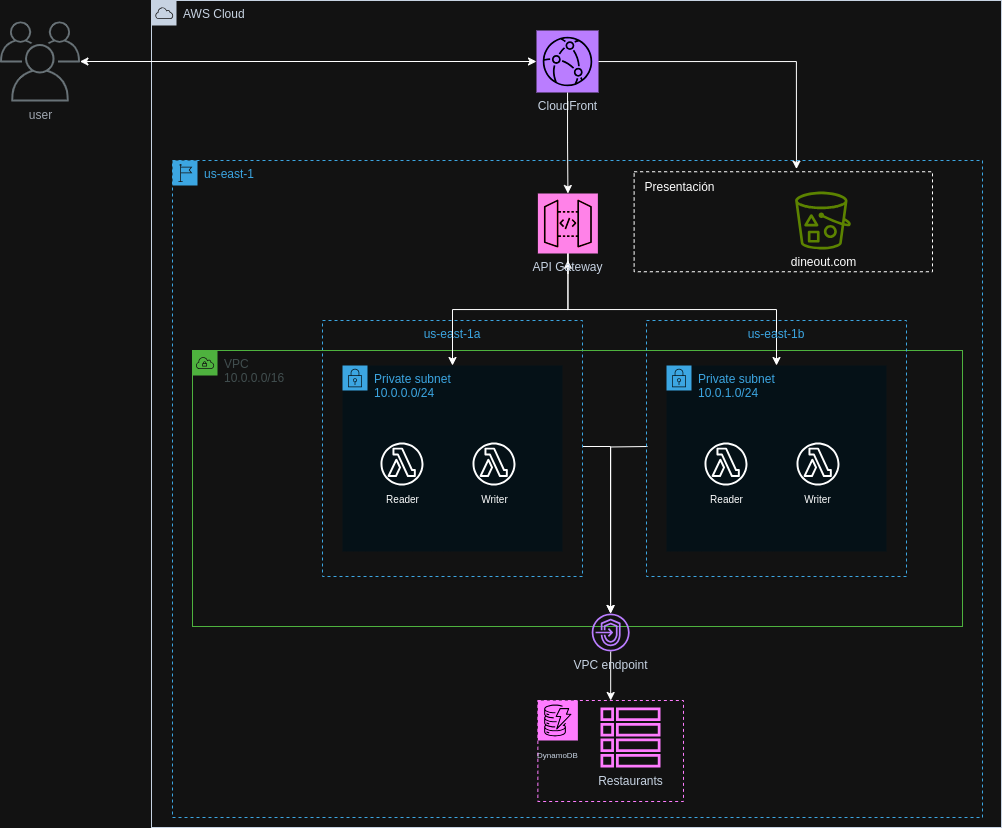 AWS Cloud
user
CloudFront
us-east-1
Presentación
dineout.com
API Gateway
us-east-1a
us-east-1b
VPC
10.0.0.0/16
Private subnet
10.0.0.0/24
Private subnet
10.0.1.0/24
Reader
Writer
Reader
Writer
VPC endpoint
DynamoDB
Restaurants